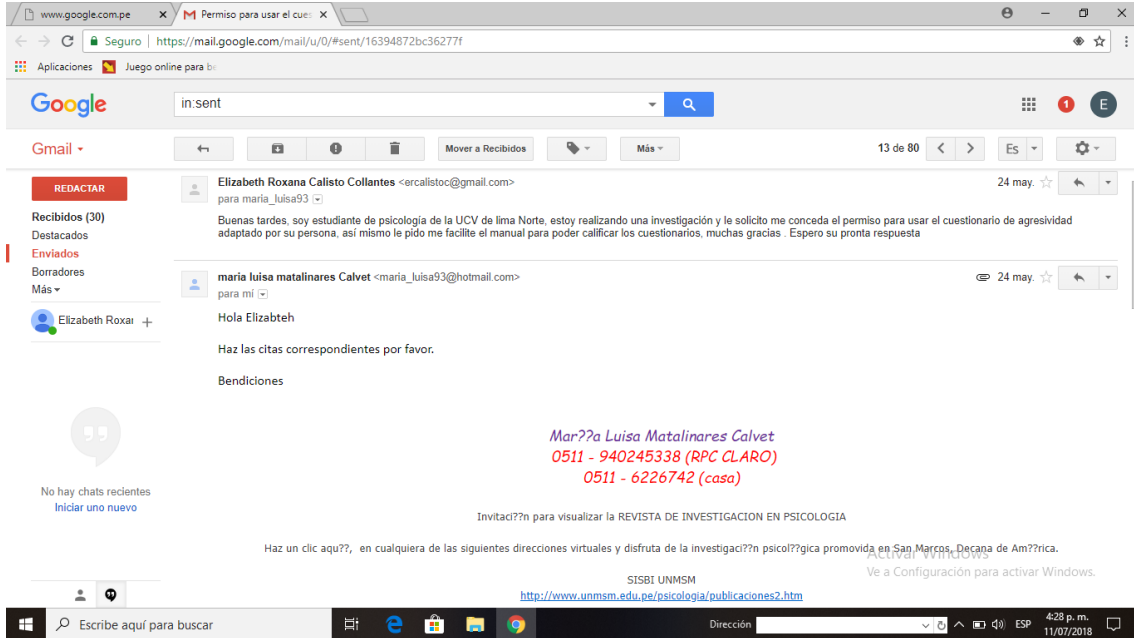 www.google.com.pe
Permiso para usar el cues
Seguro
https://mail.google.com/mail/u/0/#sent/16394872bc36277f
Aplicaciones
Juego online para b
Google
in:sent
1
E
Gmail
Mover a Recibidos
Más
13 de 80
Es
REDACTAR
Recibidos (30)
Destacados
Enviados
Borradores
Más
Elizabeth Roxar
No hay chats recientes
Iniciar uno nuevo
Elizabeth Roxana Calisto Collantes <ercalistoc@gmail.com>
24 may.
para maria_luisa93
Buenas tardes, soy estudiante de psicología de la UCV de lima Norte, estoy realizando una investigación y le solicito me conceda el permiso para usar el cuestionario de agresividad
adaptado por su persona, así mismo le pido me facilite el manual para poder calificar los cuestionarios, muchas gracias . Espero su pronta respuesta
maria luisa matalinares Calvet <maria_luisa93@hotmail.com>
24 may.
para mí
Hola Elizabteh
Haz las citas correspondientes por favor.
Bendiciones
Mar??a Luisa Matalinares Calvet
0511 - 940245338 (RPC CLARO)
0511 - 6226742 (casa)
Invitaci??n para visualizar la REVISTA DE INVESTIGACION EN PSICOLOGIA
Haz un clic aqu??, en cualquiera de las siguientes direcciones virtuales y disfruta de la investigaci??n psicol??gica promovida en San Marcos, Decana de Am??rica.
SISBI UNMSM
http://www.unmsm.edu.pe/psicologia/publicaciones2.htm
Activar Windows
Ve a Configuración para activar Windows.
Escribe aquí para buscar
Dirección
ESP
4:28 p. m.
11/07/2018